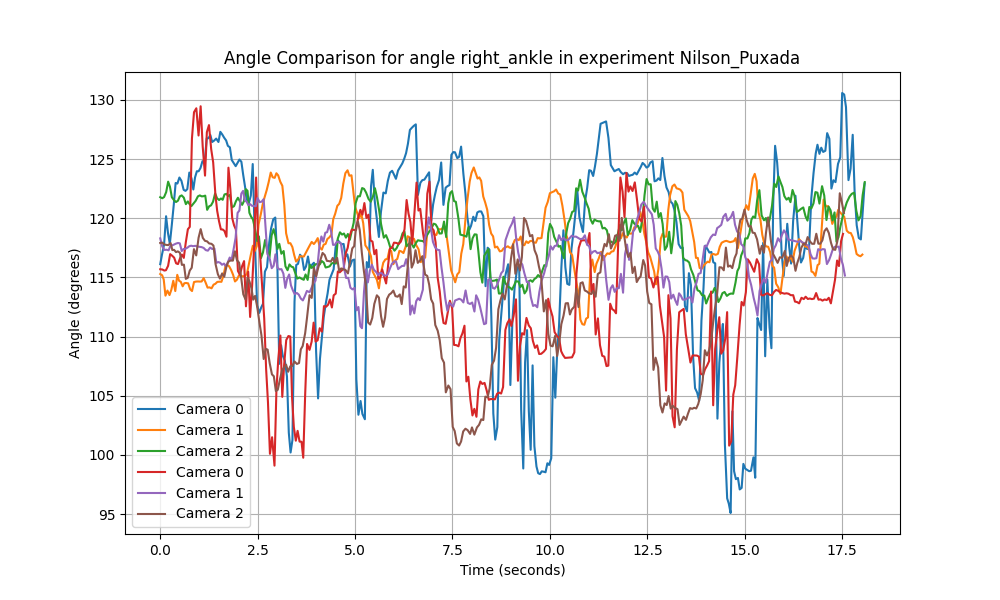 Angle Comparison for angle right_ankle in experiment Nilson_Puxada
Angle (degrees)
130
125
120
115
110
105
100
95
Camera 0
Camera 1
Camera 2
Camera 0
Camera 1
Camera 2
0.0 2.5 5.0 7.5 10.0 12.5 15.0 17.5
Time (seconds)